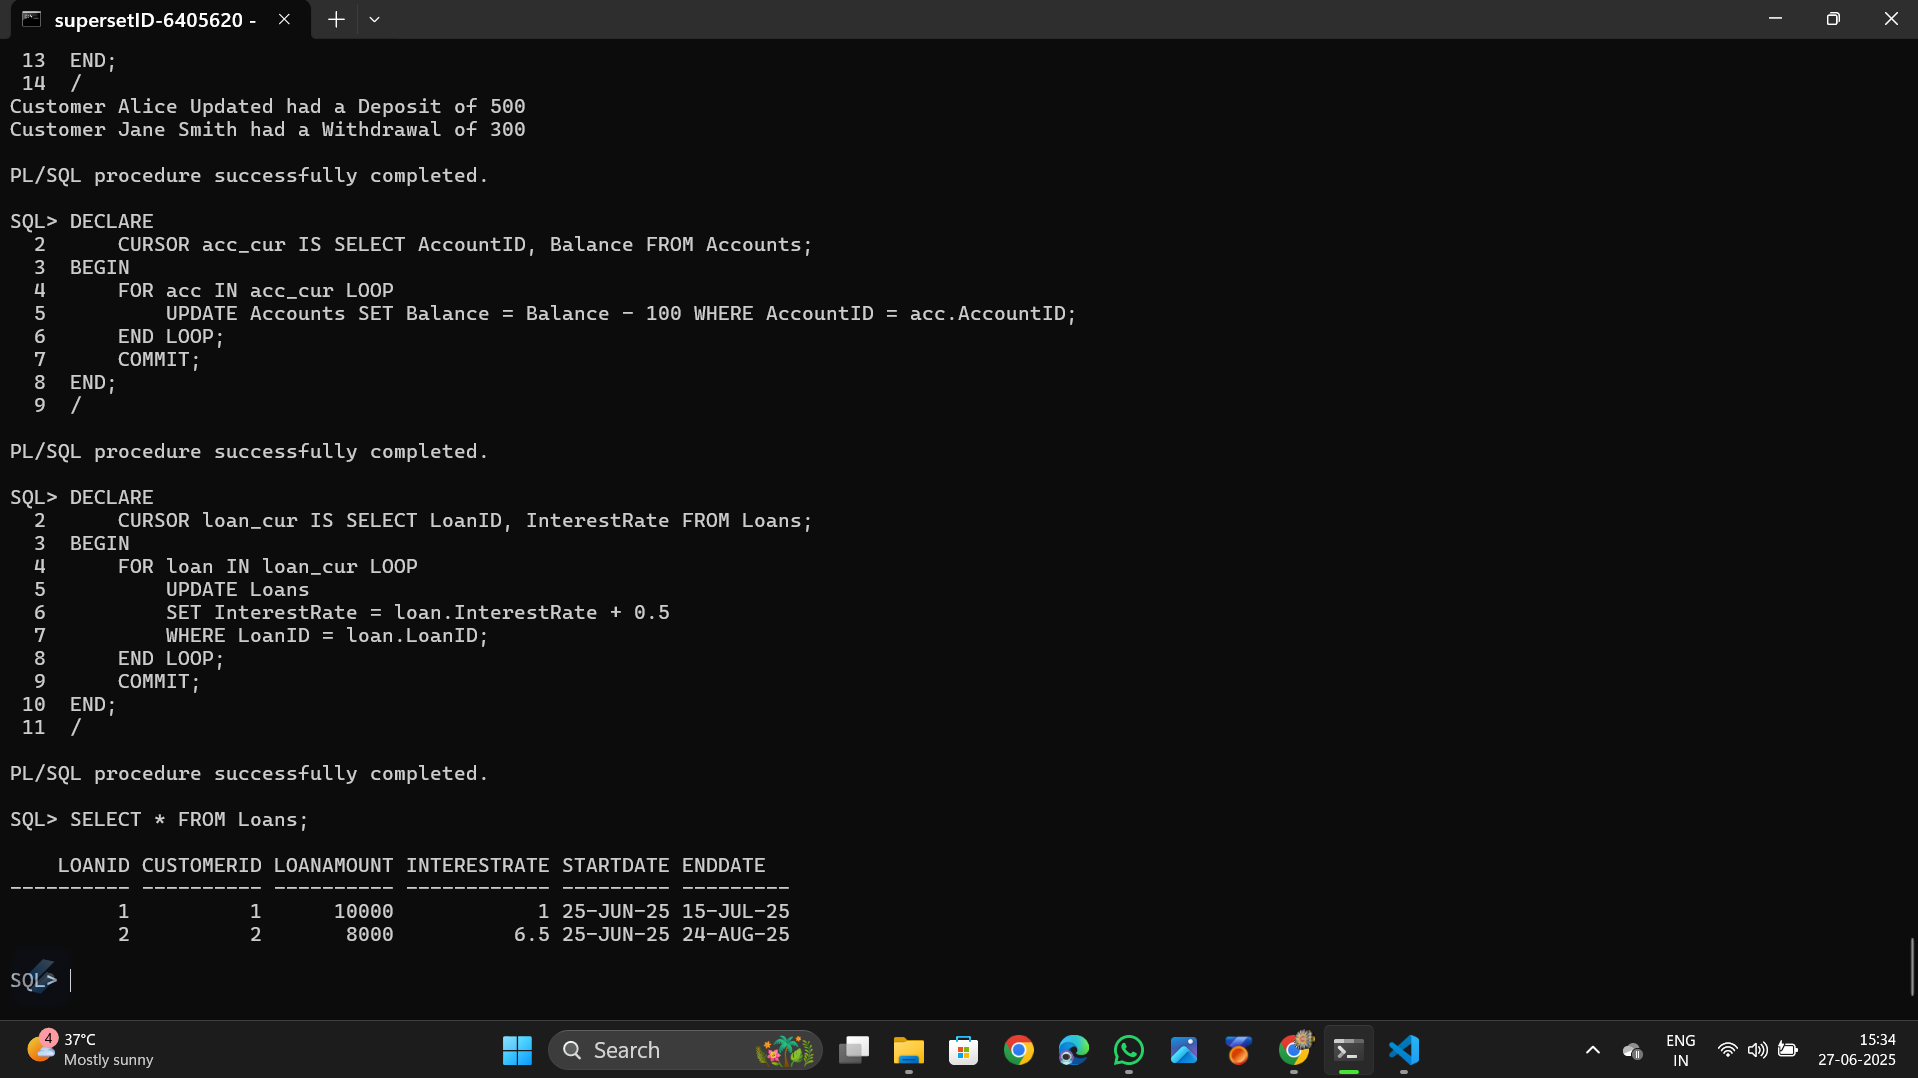 supersetID-6405620 -
 13  END;
 14  /
Customer Alice Updated had a Deposit of 500
Customer Jane Smith had a Withdrawal of 300
PL/SQL procedure successfully completed.
SQL> DECLARE
  2      CURSOR acc_cur IS SELECT AccountID, Balance FROM Accounts;
  3  BEGIN
  4      FOR acc IN acc_cur LOOP
  5          UPDATE Accounts SET Balance = Balance - 100 WHERE AccountID = acc.AccountID;
  6      END LOOP;
  7      COMMIT;
  8  END;
  9  /
PL/SQL procedure successfully completed.
SQL> DECLARE
  2      CURSOR loan_cur IS SELECT LoanID, InterestRate FROM Loans;
  3  BEGIN
  4      FOR loan IN loan_cur LOOP
  5          UPDATE Loans
  6          SET InterestRate = loan.InterestRate + 0.5
  7          WHERE LoanID = loan.LoanID;
  8      END LOOP;
  9      COMMIT;
 10  END;
 11  /
PL/SQL procedure successfully completed.
SQL> SELECT * FROM Loans;
    LOANID CUSTOMERID LOANAMOUNT INTERESTRATE STARTDATE ENDDATE
---------- ---------- ---------- ------------ --------- ---------
         1          1      10000            1 25-JUN-25 15-JUL-25
         2          2       8000          6.5 25-JUN-25 24-AUG-25
SQL>
4
37°C
Mostly sunny
Search
ENG
IN
15:34
27-06-2025